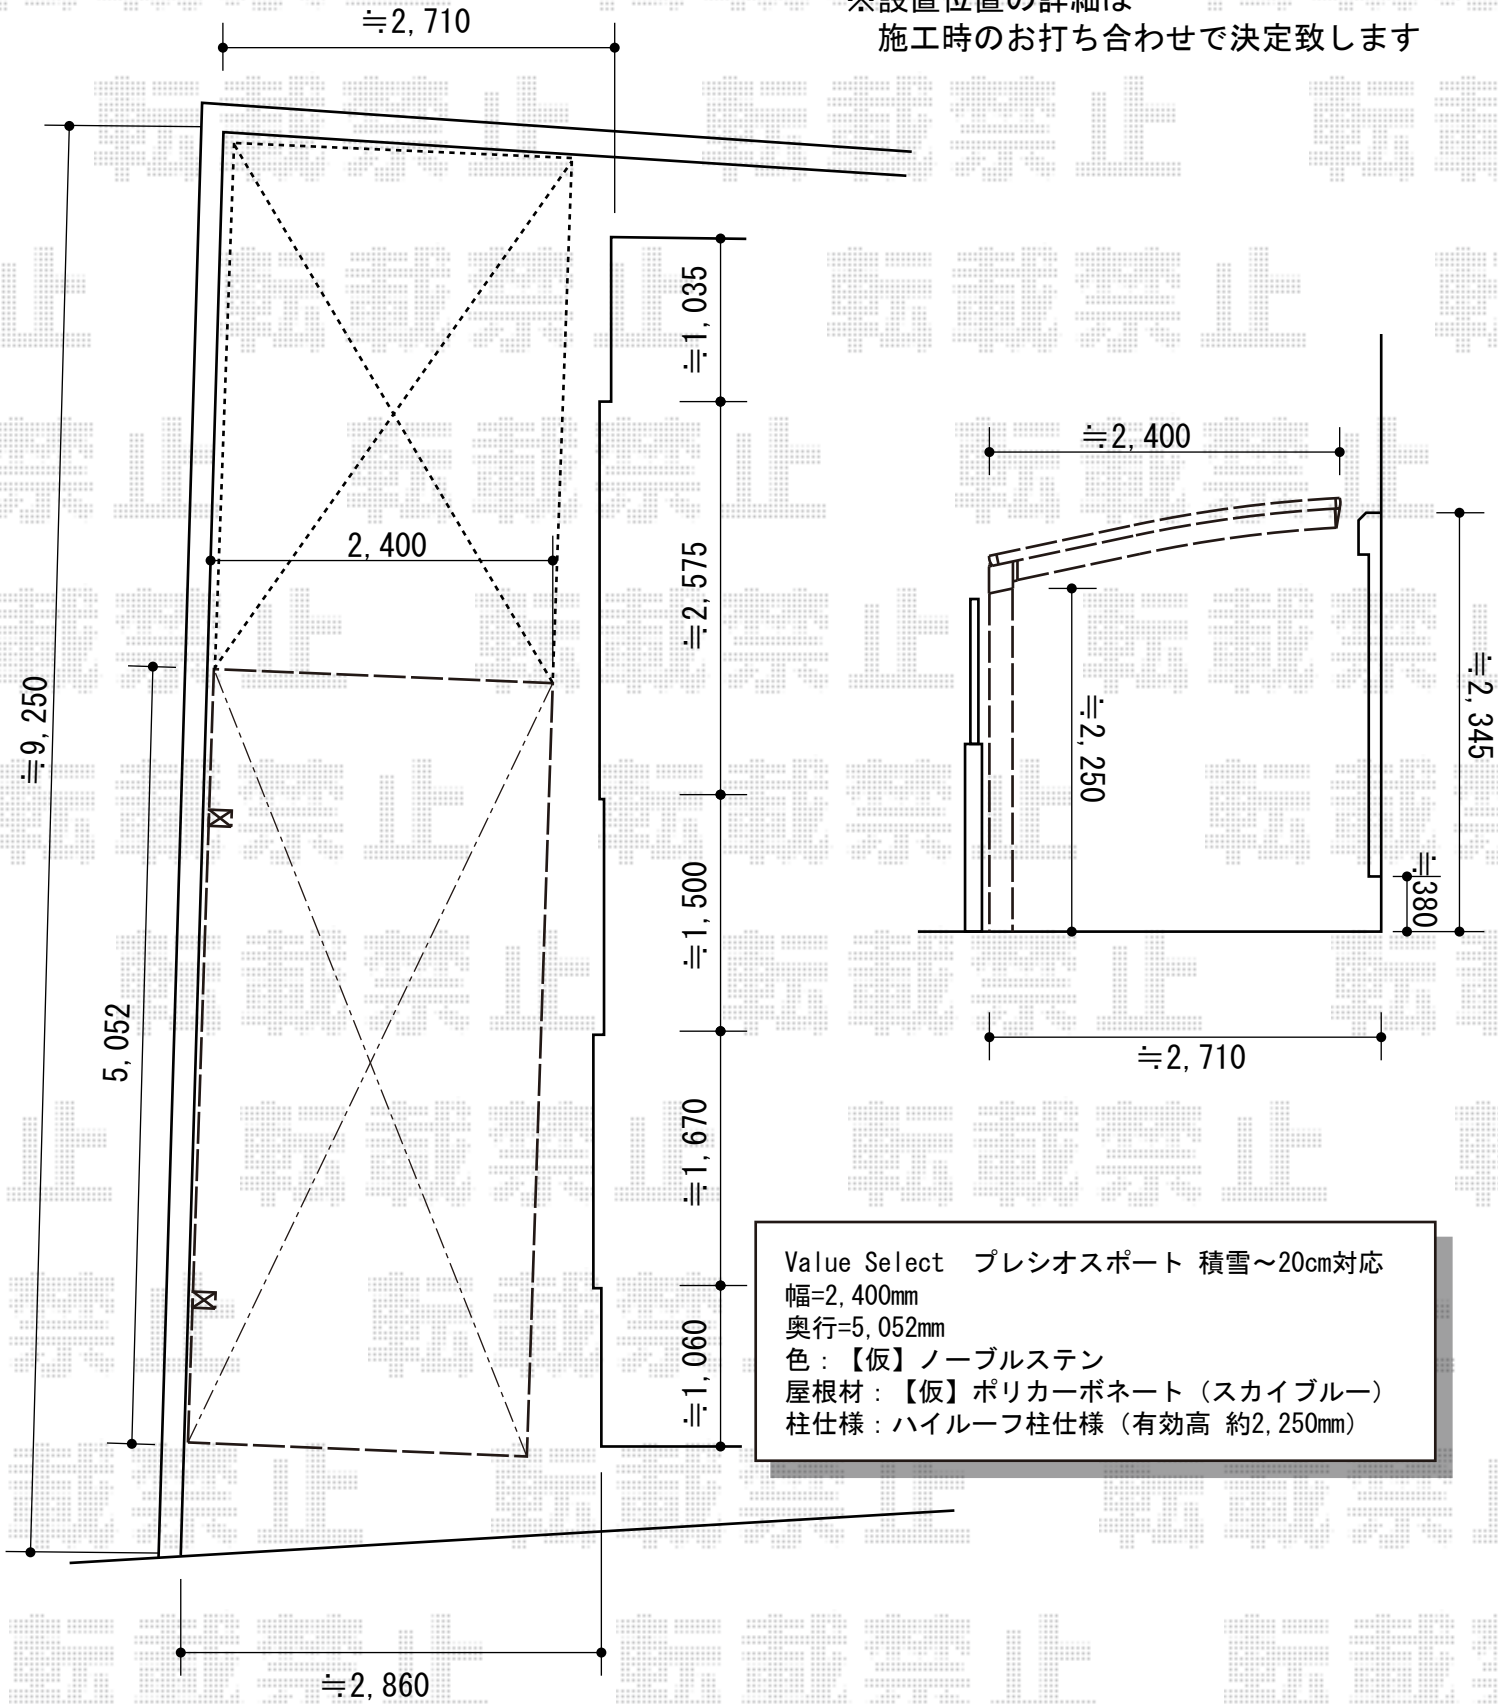 ※設置位置の詳細は
施工時のお打ち合わせで決定致します
≒2,710
≒9,250
2,400
5,052
≒1,035
≒2,575
≒1,500
≒1,670
≒1,060
≒2,860
≒2,400
≒2,250
≒2,345
≒380
≒2,710
Value Select プレシオスポート 積雪～20cm対応
幅=2,400mm
奥行=5,052mm
色：【仮】ノーブルステン
屋根材：【仮】ポリカーボネート（スカイブルー）
柱仕様：ハイルーフ柱仕様（有効高 約2,250mm）
転載禁止